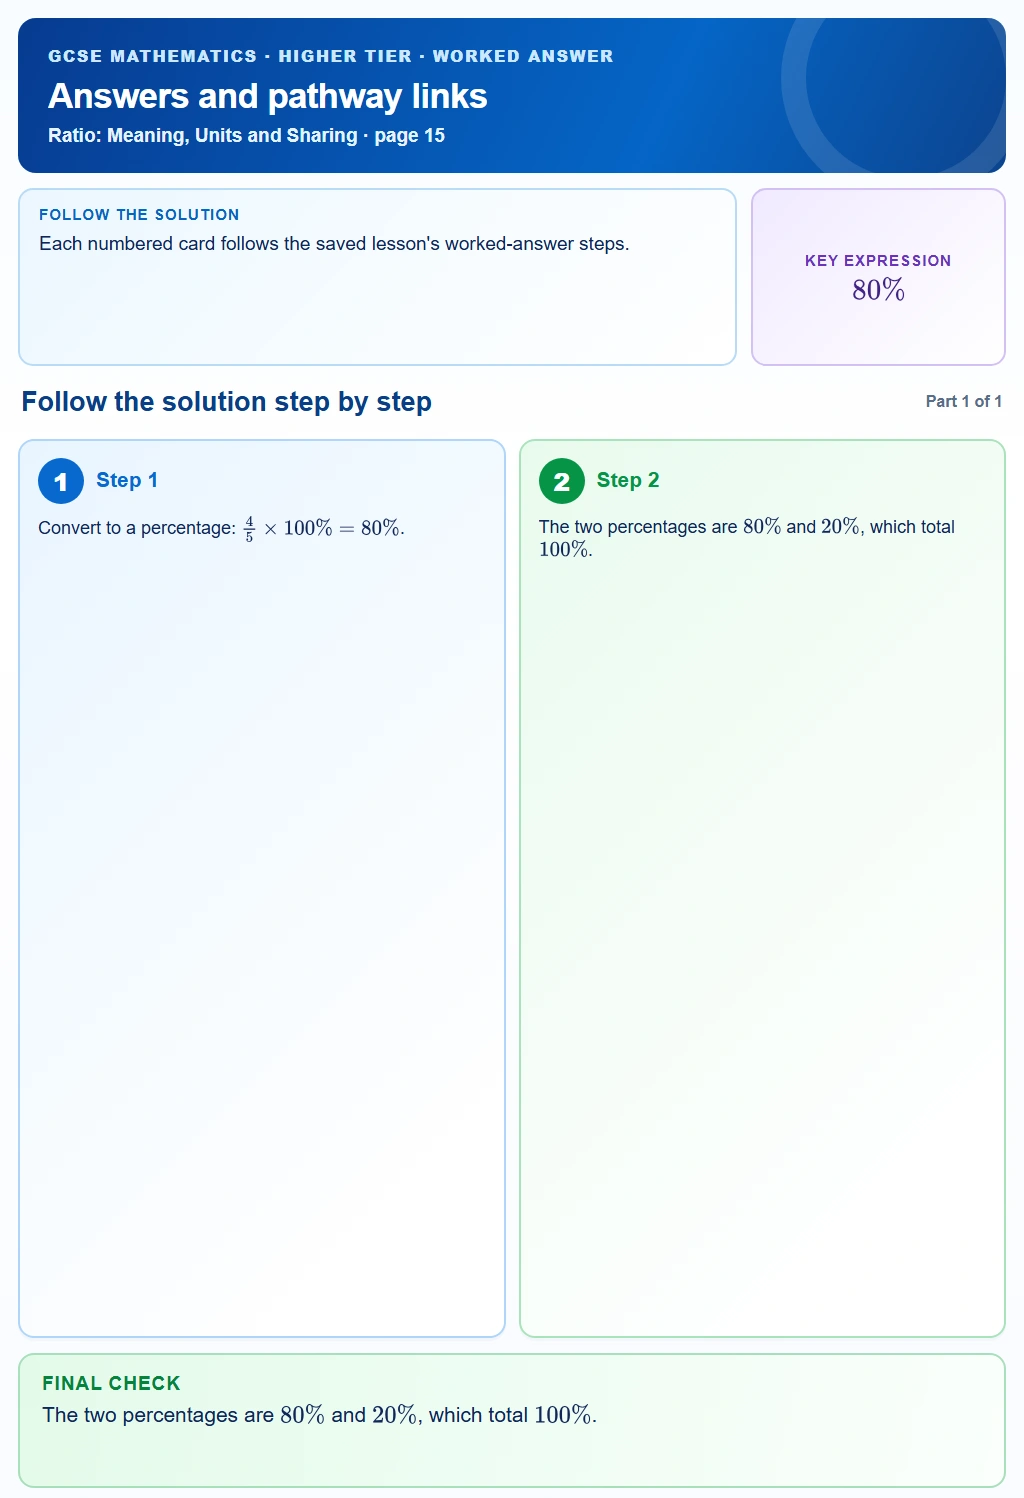 GCSE MATHEMATICS · HIGHER TIER · WORKED ANSWER
Answers and pathway links
Ratio: Meaning, Units and Sharing · page 15
FOLLOW THE SOLUTION
Each numbered card follows the saved lesson's worked-answer steps.
KEY EXPRESSION
80%
Follow the solution step by step
Part 1 of 1
1 Step 1
Convert to a percentage: 4/5 × 100% = 80%.
2 Step 2
The two percentages are 80% and 20%, which total
100%.
FINAL CHECK
The two percentages are 80% and 20%, which total 100%.